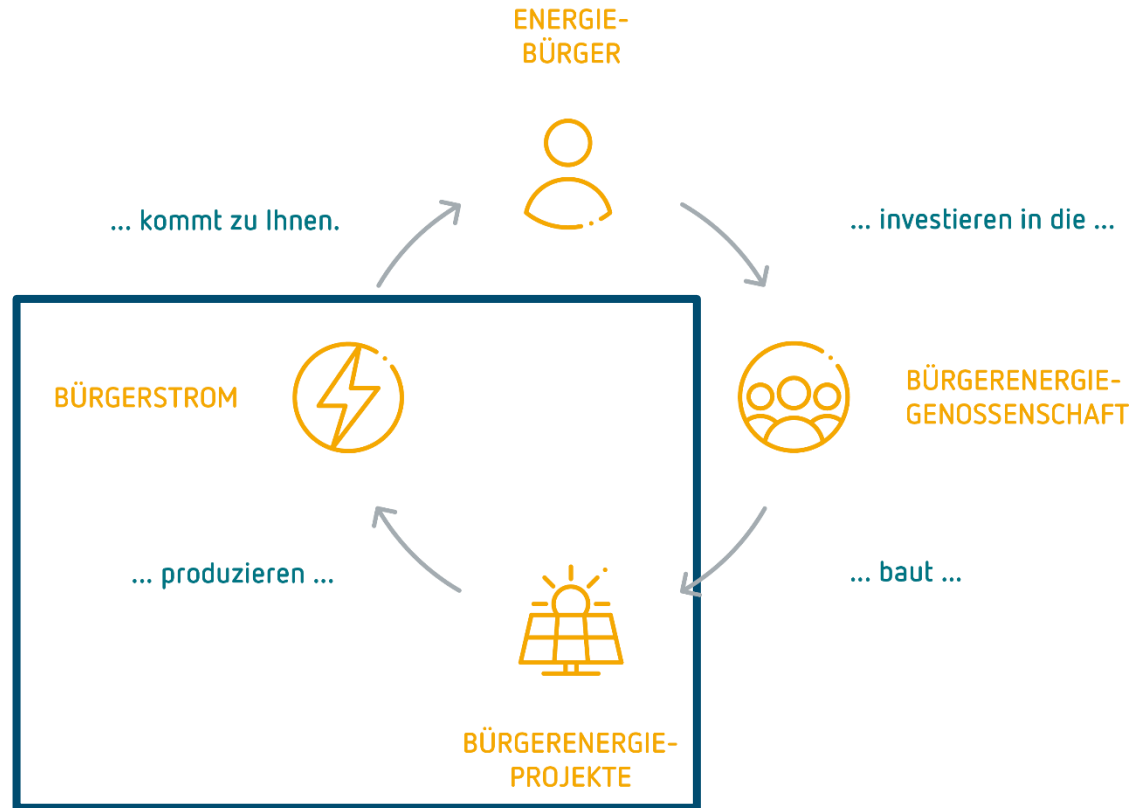 ENERGIE-
BÜRGER
... kommt zu Ihnen.
... investieren in die ...
BÜRGERSTROM
BÜRGERENERGIE-
GENOSSENSCHAFT
... produzieren ...
... baut ...
BÜRGERENERGIE-
PROJEKTE